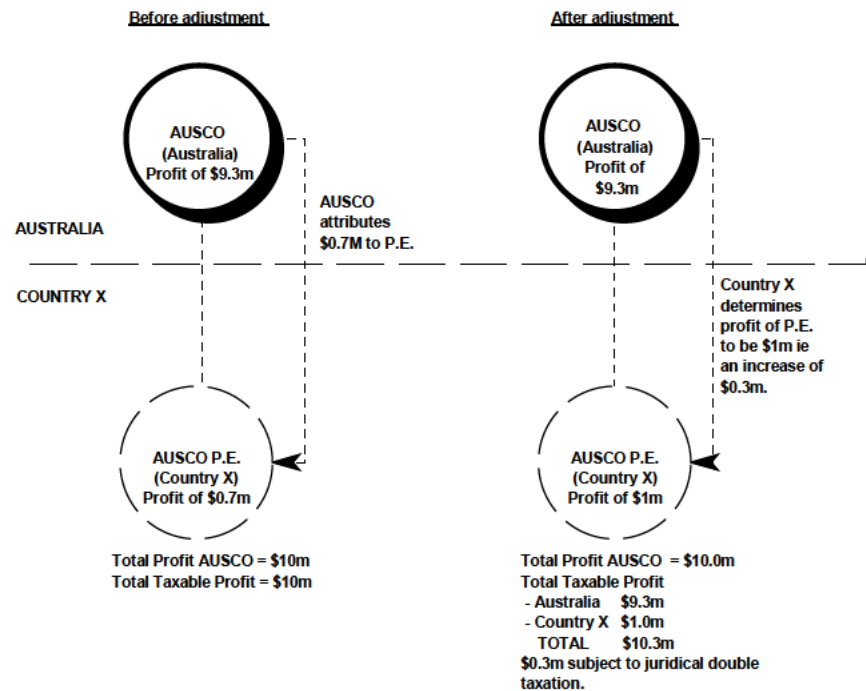 Before adjustment
After adjustment
AUSCO
(Australia)
Profit of $9.3m
AUSCO
(Australia)
Profit of
$9.3m
AUSCO
attributes
$0.7M to P.E.
AUSTRALIA
COUNTRY X
Country X
determines
profit of P.E.
to be $1m ie
an increase of
$0.3m.
AUSCO P.E.
(Country X)
Profit of $0.7m
AUSCO P.E.
(Country X)
Profit of $1m
Total Profit AUSCO = $10m
Total Taxable Profit = $10m
Total Profit AUSCO = $10.0m
Total Taxable Profit
- Australia $9.3m
- Country X $1.0m
TOTAL $10.3m
$0.3m subject to juridical double
taxation.